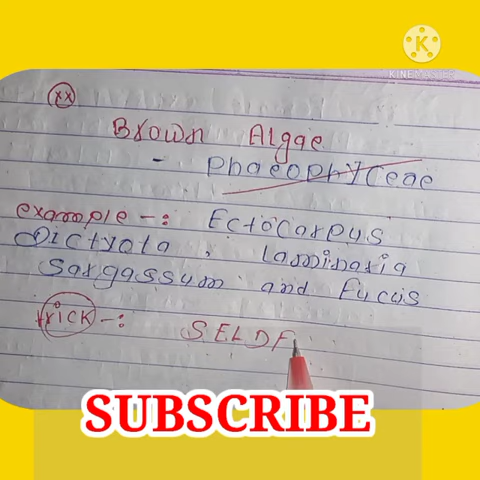 KINEMASTER
xx
Brown Algae
- Phaeophyceae
example -: Ectocarpus
Dictyota , Laminaria
Sargassum and Fucus
trick -: SELDF
SUBSCRIBE